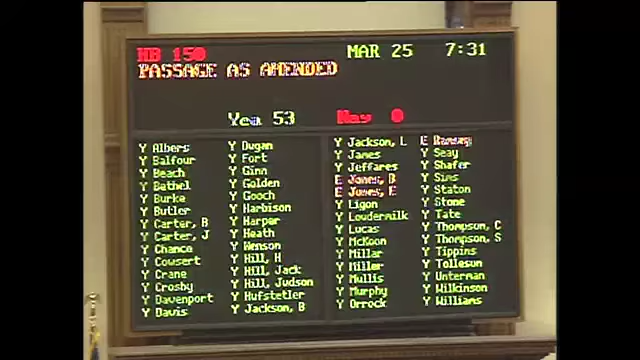 HB 150 MAR 25 7:31
PASSAGE AS AMENDED
Yea 53 Nay 0
Y Albers
Y Balfour
Y Beach
Y Bethel
Y Burke
Y Butler
Y Carter, B
Y Carter, J
Y Chance
Y Cowsert
Y Crane
Y Crosby
Y Davenport
Y Davis
Y Dugan
Y Fort
Y Ginn
Y Golden
Y Gooch
Y Harbison
Y Harper
Y Heath
Y Henson
Y Hill, H
Y Hill, Jack
Y Hill, Judson
Y Hufstetler
Y Jackson, B
Y Jackson, L
Y James
Y Jeffares
E Jones, B
E Jones, E
Y Ligon
Y Loudermilk
Y Lucas
Y McKoon
Y Millar
Y Miller
Y Mullis
Y Murphy
Y Orrock
E Ramsey
Y Seay
Y Shafer
Y Sims
Y Staton
Y Stone
Y Tate
Y Thompson, C
Y Thompson, S
Y Tippins
Y Tolleson
Y Unterman
Y Wilkinson
Y Williams